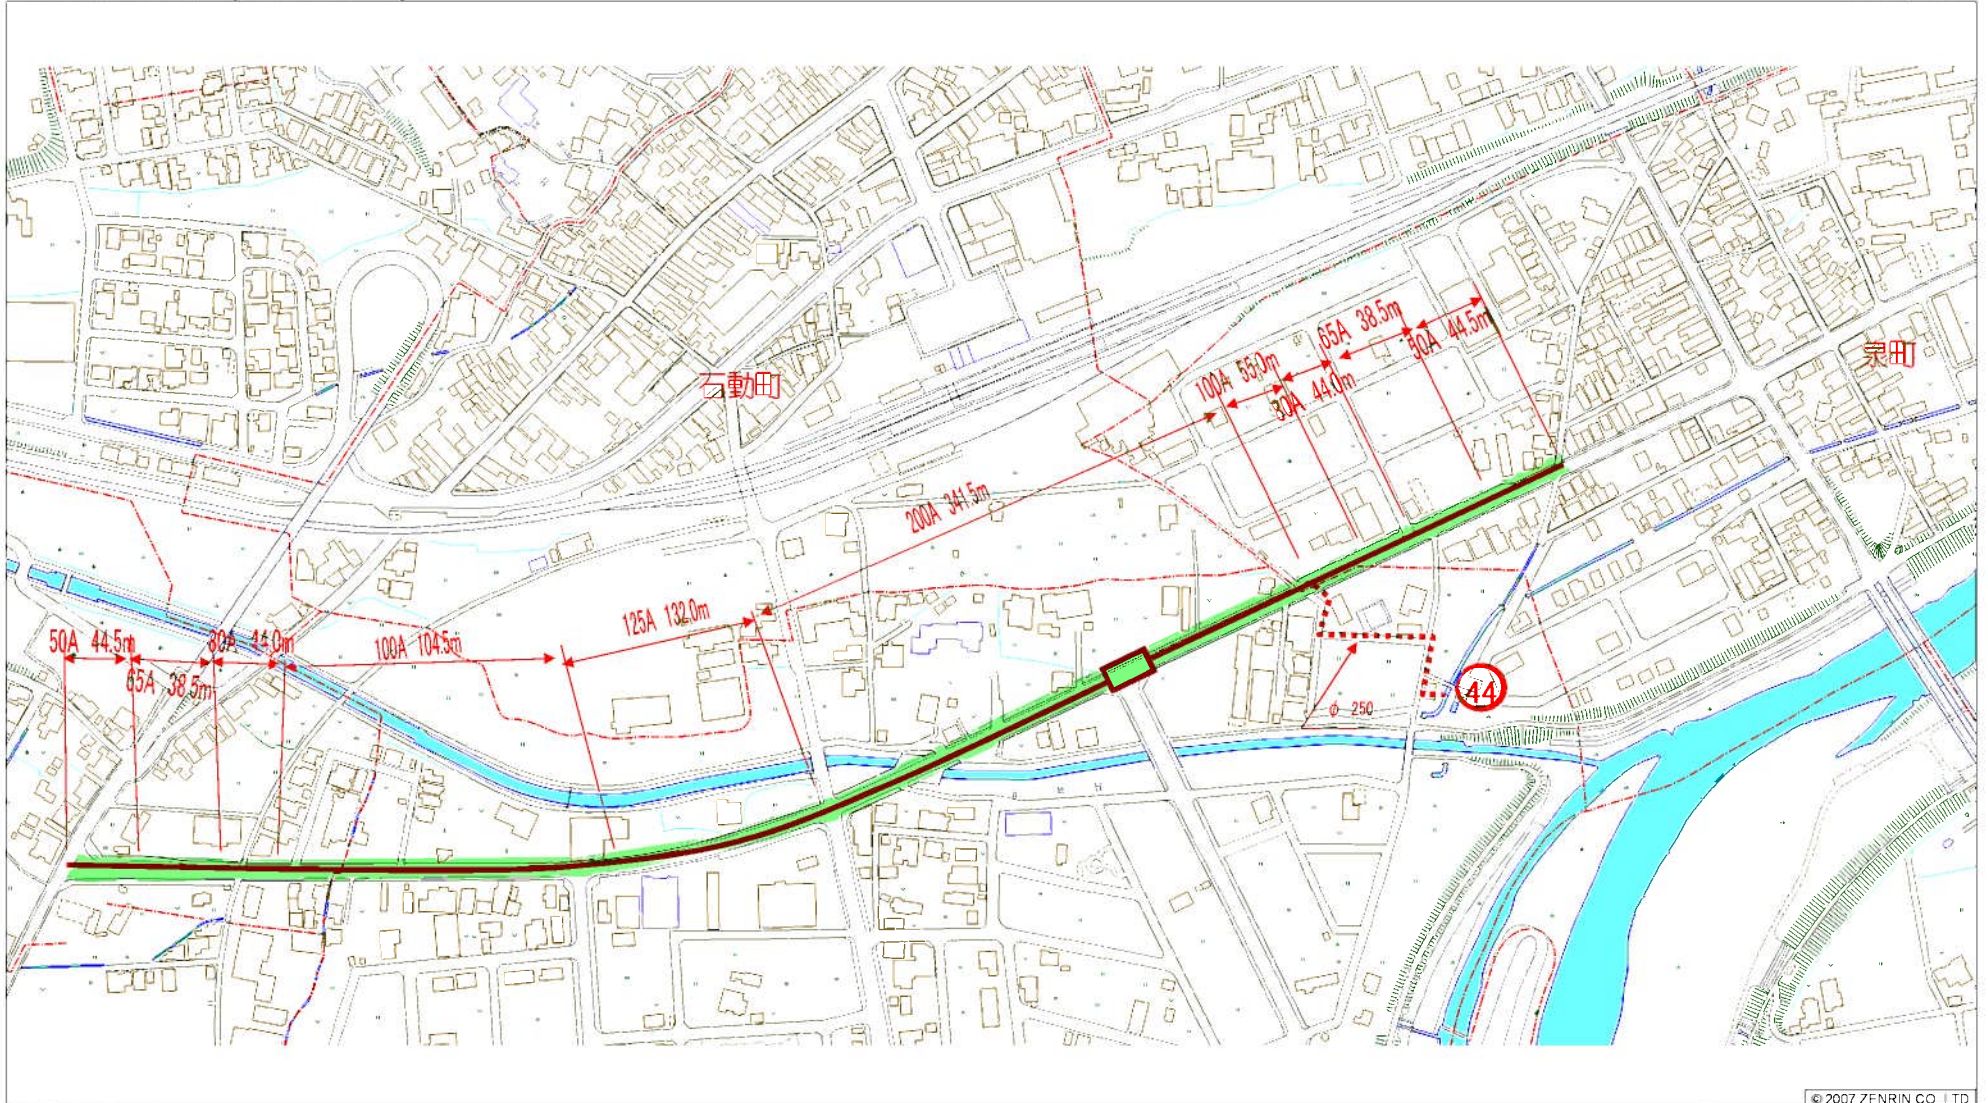 65A 38.5m
50A 44.5m
100A 55.0m
80A 44.0m
石動町
泉町
200A 341.5m
125A 132.0m
50A 44.5m
80A 44.0m
100A 104.5m
65A 38.5m
44
φ 250
© 2007 ZENRIN CO., LTD